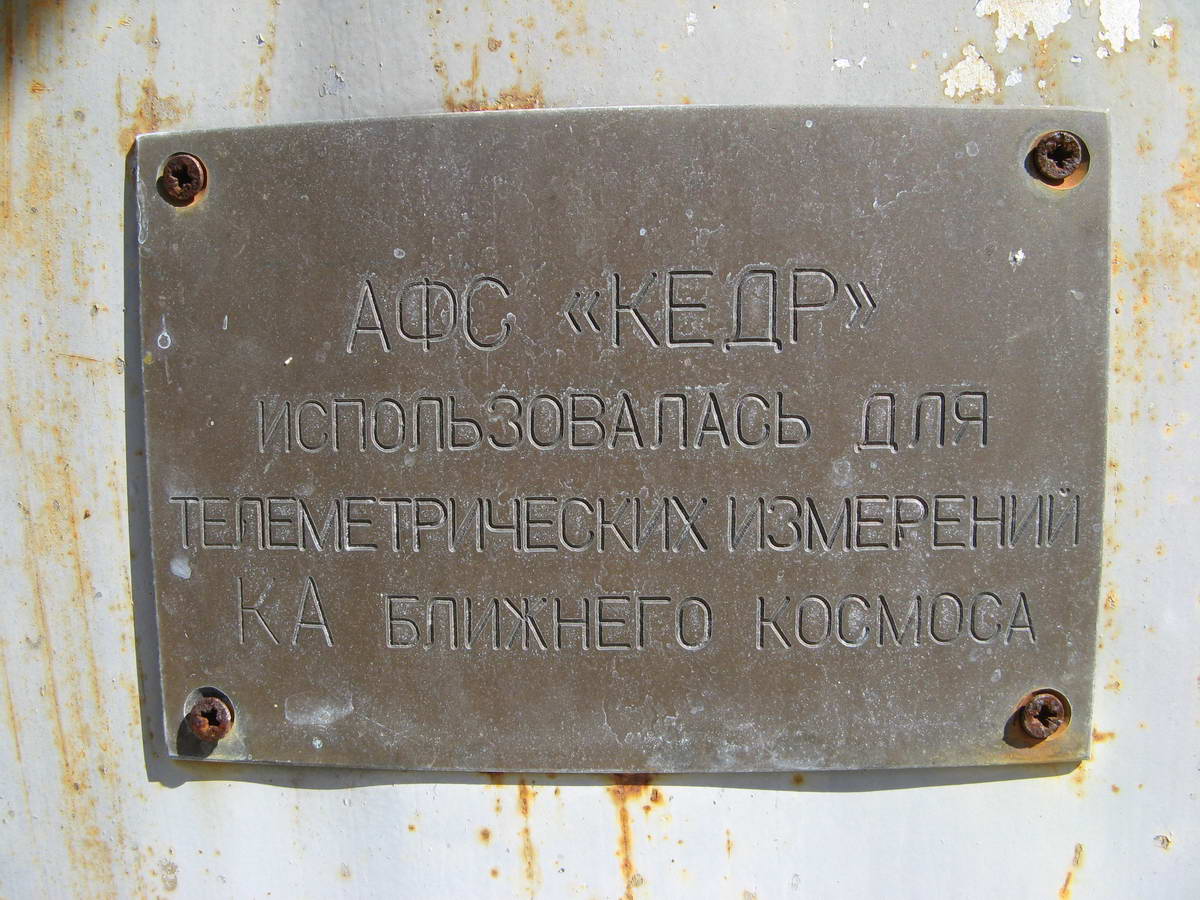 АФС «КЕДР»
ИСПОЛЬЗОВАЛАСЬ ДЛЯ
ТЕЛЕМЕТРИЧЕСКИХ ИЗМЕРЕНИЙ
КА БЛИЖНЕГО КОСМОСА